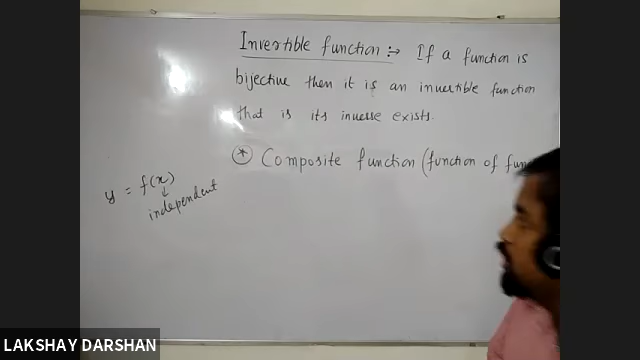 Invertible function :→ If a function is
bijective then it is an invertible function
that is its inverse exists.
* Composite function (function of fun
y = f(x)
↓
independent
LAKSHAY DARSHAN